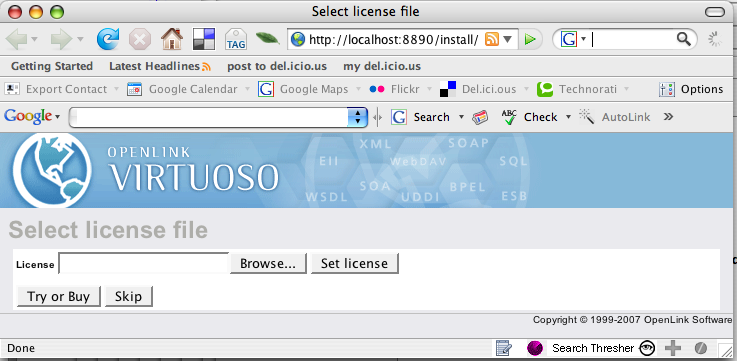 Select license file
TAG http://localhost:8890/install/ G
Getting Started Latest Headlines post to del.icio.us my del.icio.us
Export Contact Google Calendar G Google Maps Flickr Del.ici.ous Technorati Options
Google G Search ABC Check AutoLink »
OPENLINK
VIRTUOSO
XML SOAP
EII WebDAV SQL
SOA BPEL
WSDL UDDI ESB
Select license file
License Browse... Set license
Try or Buy Skip
Copyright © 1999-2007 OpenLink Software
Done Search Thresher